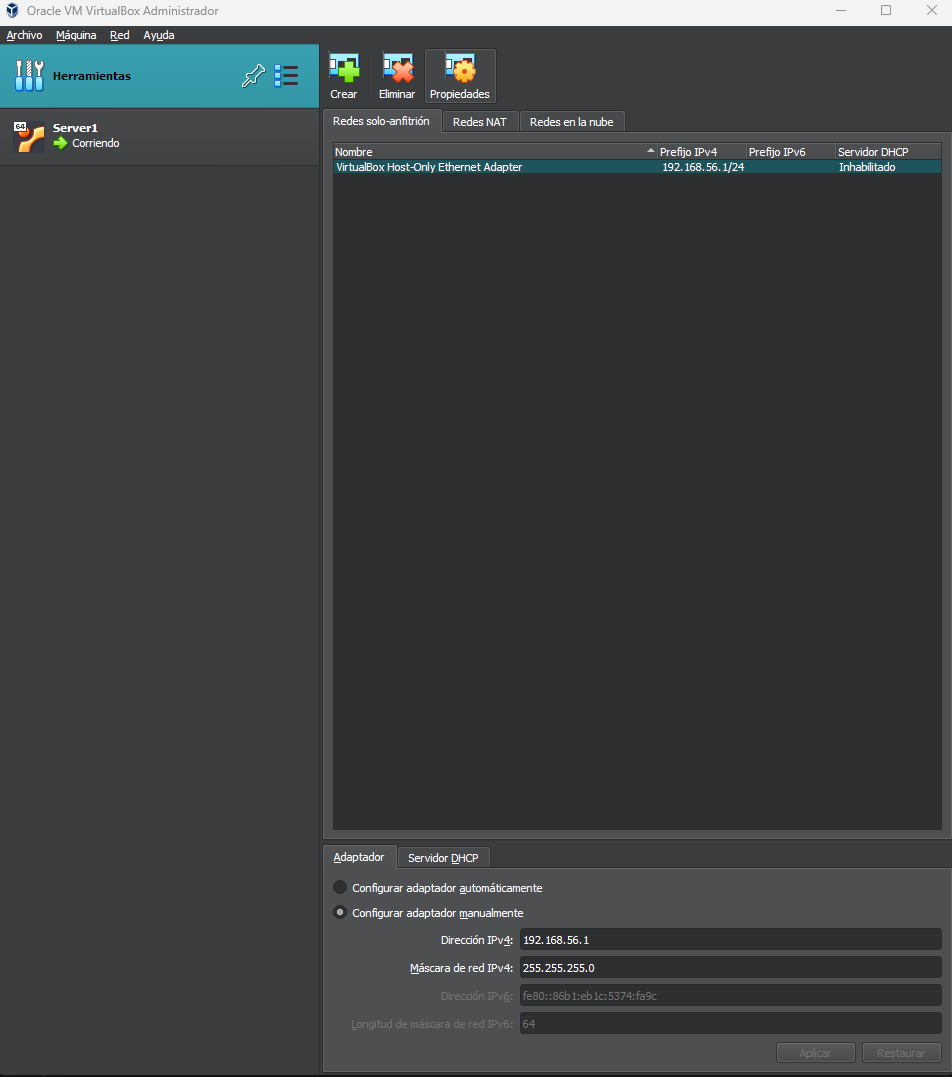 Oracle VM VirtualBox Administrador
Archivo Máquina Red Ayuda
Herramientas
64
Server1
Corriendo
Crear Eliminar Propiedades
Redes solo-anfitrión Redes NAT Redes en la nube
Nombre Prefijo IPv4 Prefijo IPv6 Servidor DHCP
VirtualBox Host-Only Ethernet Adapter 192.168.56.1/24 Inhabilitado
Adaptador Servidor DHCP
Configurar adaptador automáticamente
Configurar adaptador manualmente
Dirección IPv4: 192.168.56.1
Máscara de red IPv4: 255.255.255.0
Dirección IPv6: fe80::86b1:eb1c:5374:fa9c
Longitud de máscara de red IPv6: 64
Aplicar Restaurar